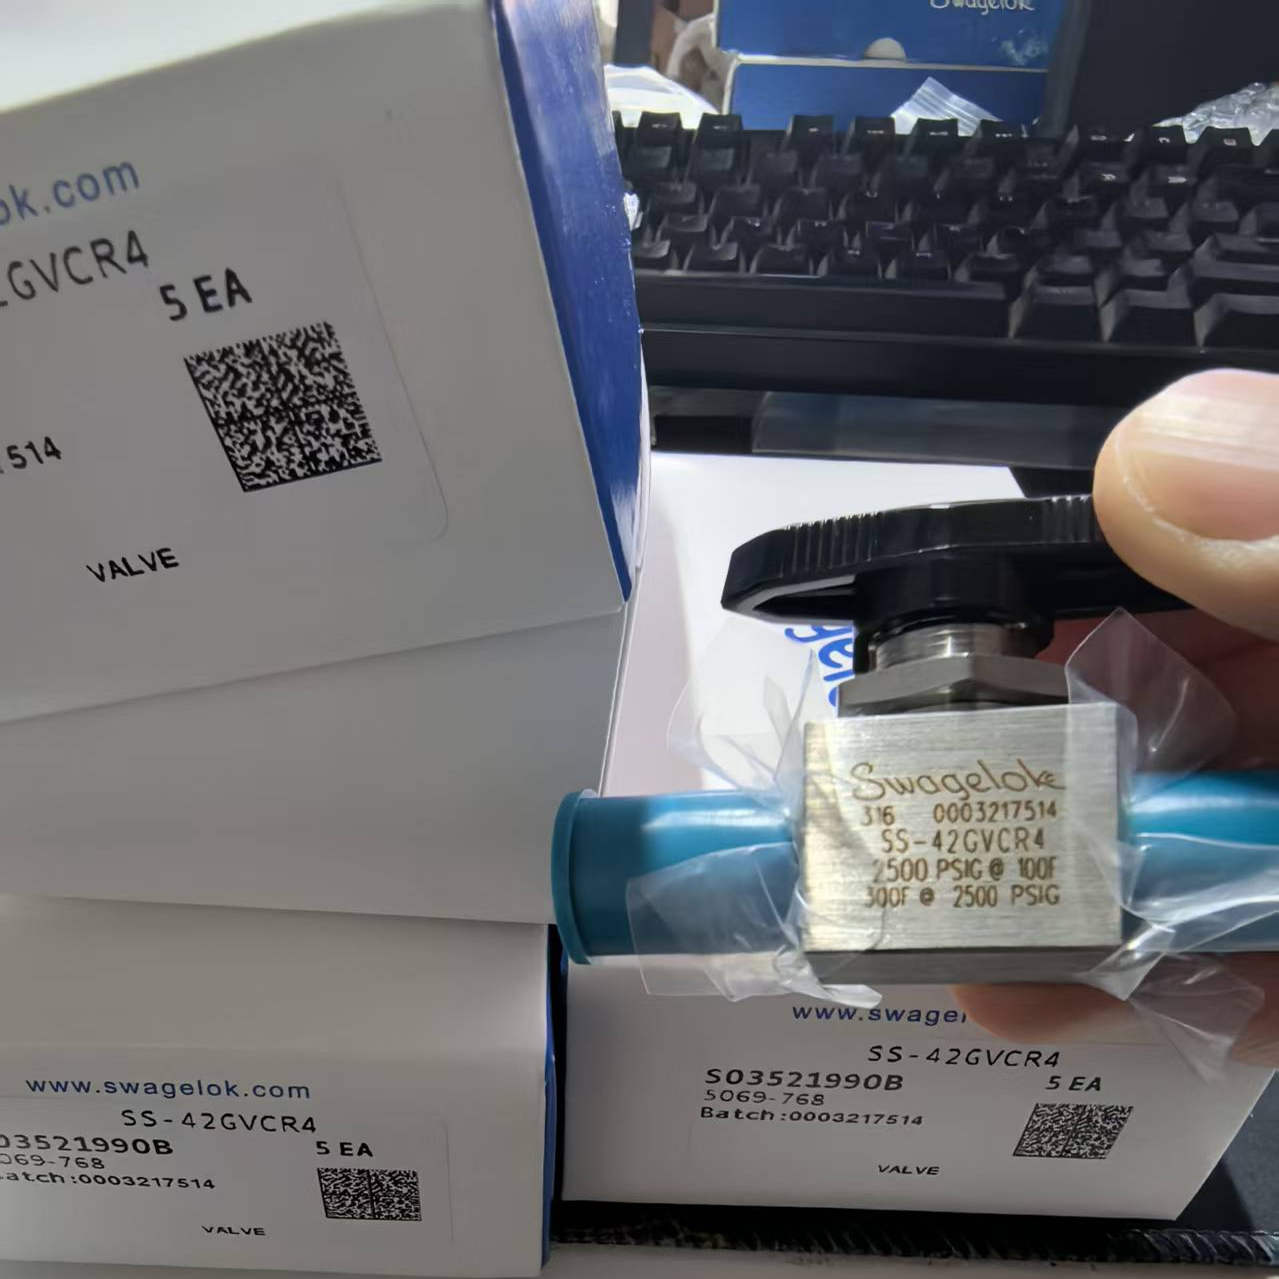 Swagelok
ok.com
GVCR4
5 EA
514
VALVE
Swagelok
316 0003217514
SS-42GVCR4
2500 PSIG @ 100F
300F @ 2500 PSIG
www.swagel
SS-42GVCR4
S03521990B 5 EA
5069-768
Batch:0003217514
VALVE
www.swagelok.com
SS-42GVCR4
03521990B 5 EA
069-768
atch:0003217514
VALVE